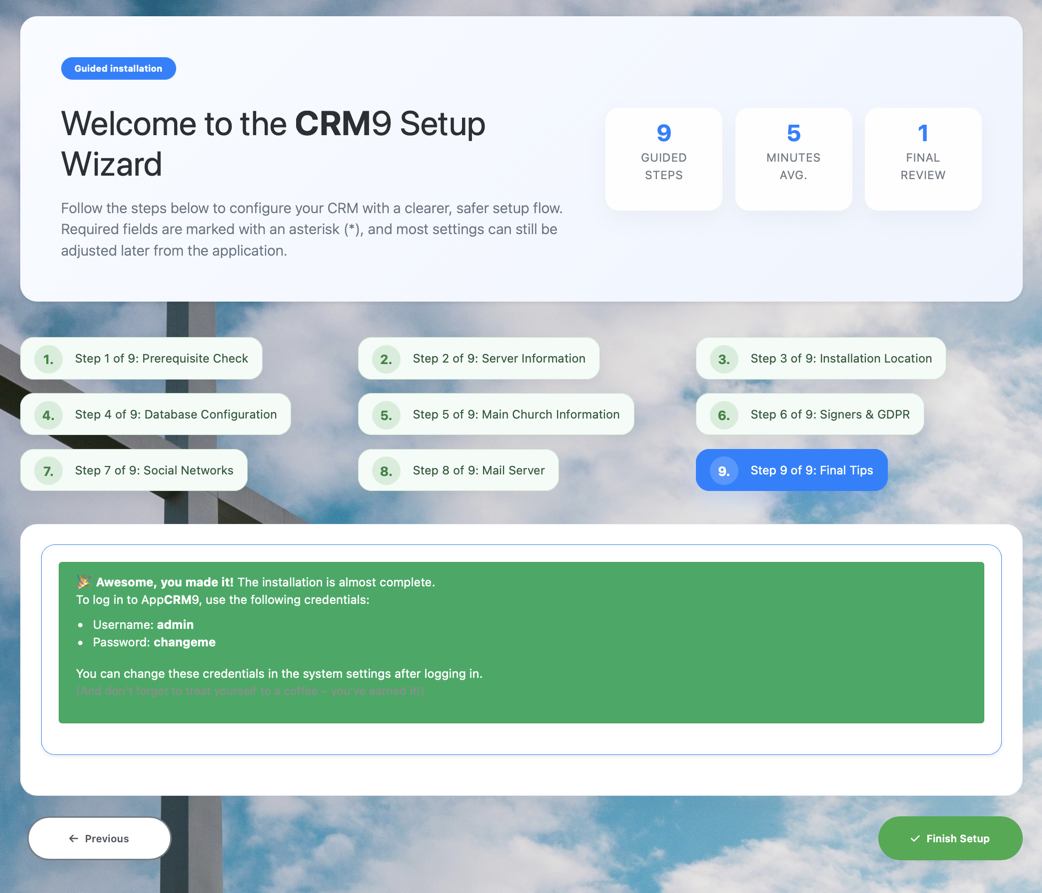 Guided installation
Welcome to the CRM9 Setup
Wizard
Follow the steps below to configure your CRM with a clearer, safer setup flow.
Required fields are marked with an asterisk (*), and most settings can still be
adjusted later from the application.
9
GUIDED
STEPS
5
MINUTES
AVG.
1
FINAL
REVIEW
1. Step 1 of 9: Prerequisite Check
2. Step 2 of 9: Server Information
3. Step 3 of 9: Installation Location
4. Step 4 of 9: Database Configuration
5. Step 5 of 9: Main Church Information
6. Step 6 of 9: Signers & GDPR
7. Step 7 of 9: Social Networks
8. Step 8 of 9: Mail Server
9. Step 9 of 9: Final Tips
🎉 Awesome, you made it! The installation is almost complete.
To log in to AppCRM9, use the following credentials:
• Username: admin
• Password: changeme
You can change these credentials in the system settings after logging in.
(And don't forget to treat yourself to a coffee – you've earned it!)
← Previous
✓ Finish Setup